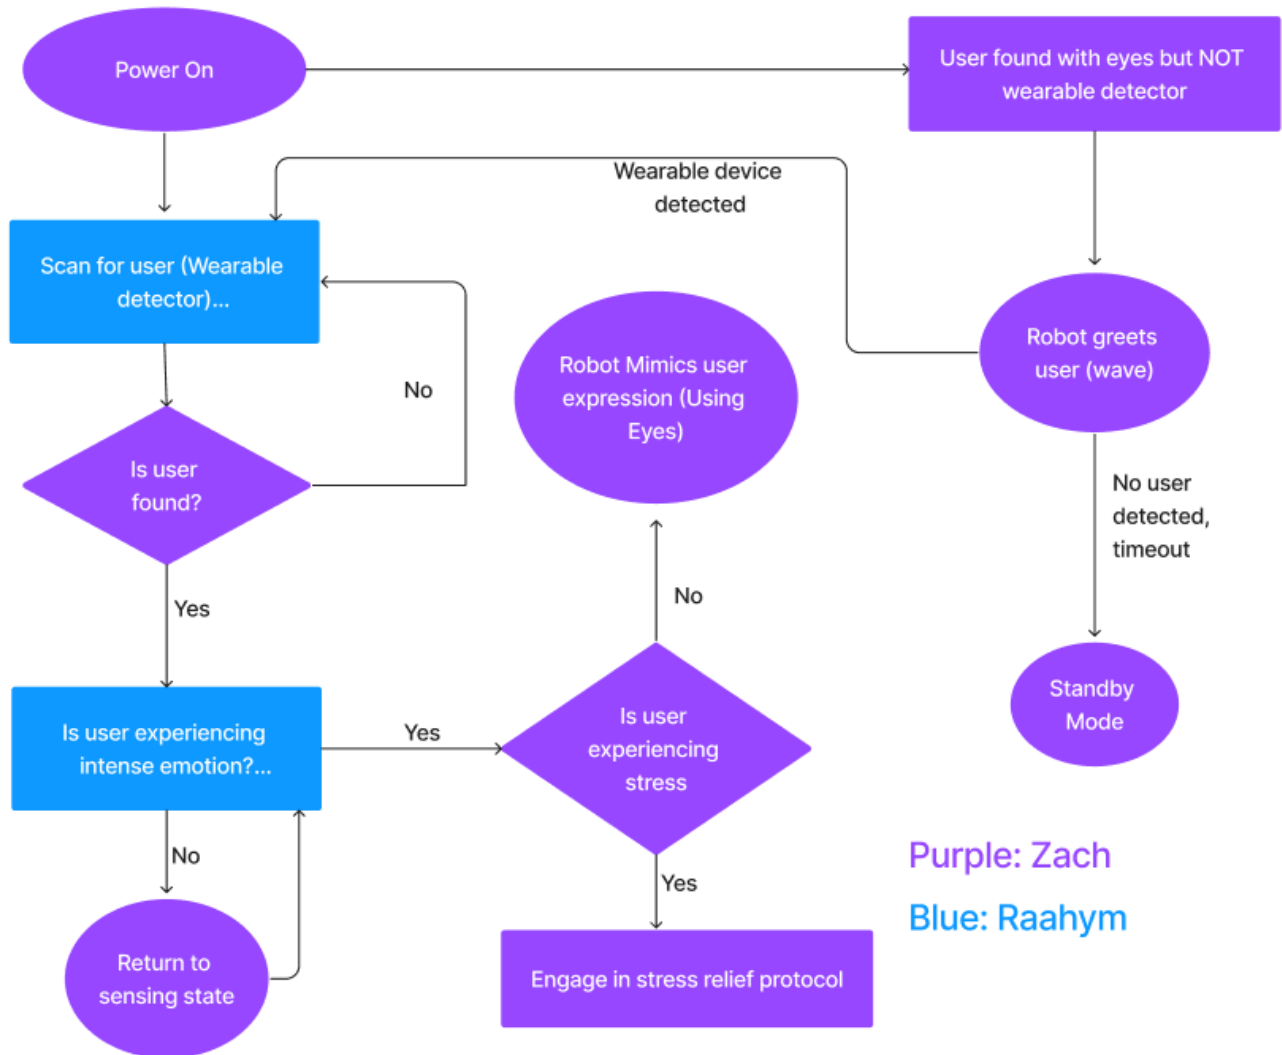 Power On
User found with eyes but NOT
wearable detector
Wearable device
detected
Scan for user (Wearable
detector)...
Robot greets
user (wave)
Robot Mimics user
expression (Using
Eyes)
No
Is user
found?
No user
detected,
timeout
Yes
No
Is user experiencing
intense emotion?...
Yes
Is user
experiencing
stress
Standby
Mode
No
Yes
Purple: Zach
Blue: Raahym
Return to
sensing state
Engage in stress relief protocol